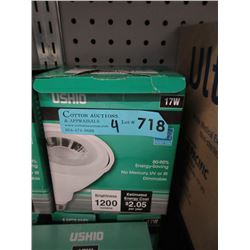 USHIO
17W
COTTON AUCTIONS
& APPRAISALS
Lot #
4
718
80-90%
Energy-Saving
No Mercury, UV or IR
Dimmable
Brightness
1200
Estimated
Energy Cost
$2.05
per year
USHIO